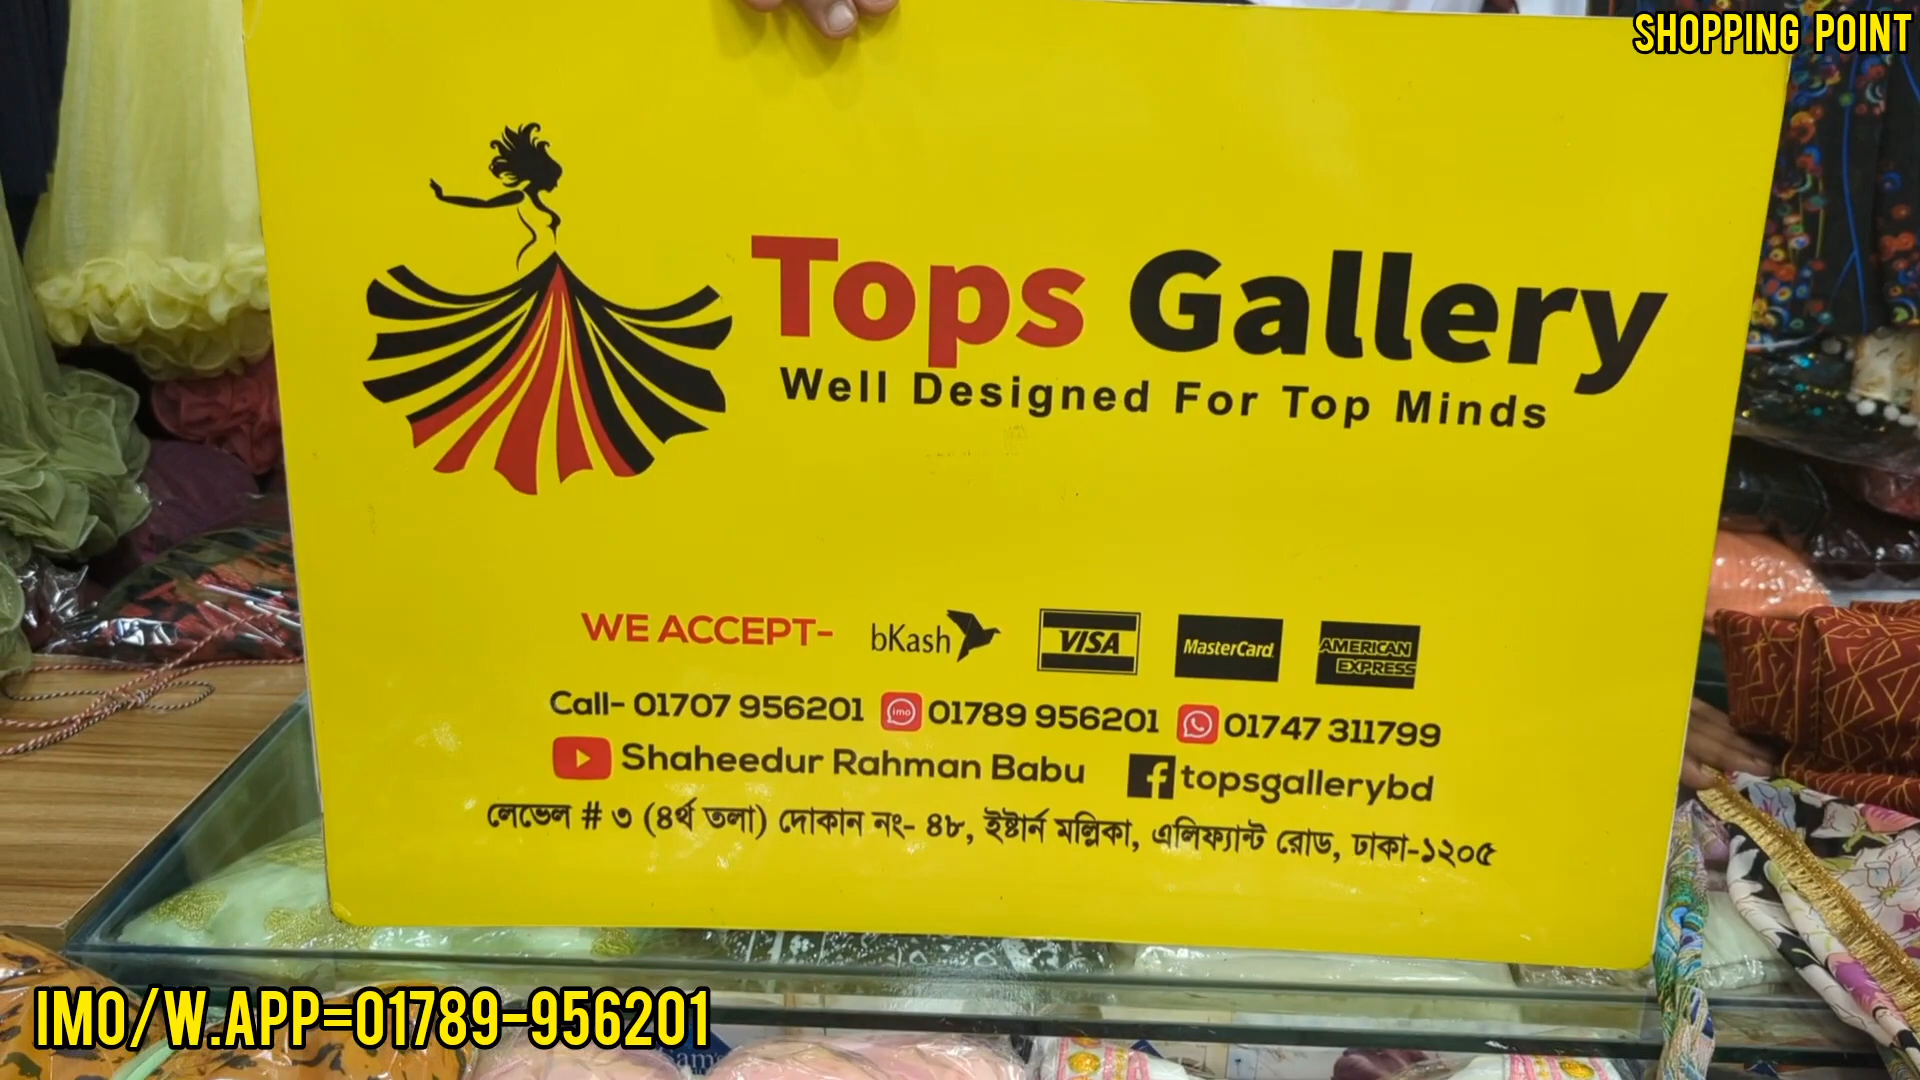 SHOPPING POINT
Tops Gallery
Well Designed For Top Minds
WE ACCEPT- bKash VISA MasterCard AMERICAN EXPRESS
Call- 01707 956201 imo 01789 956201 01747 311799
Shaheedur Rahman Babu topsgallerybd
লেভেল # ৩ (৪র্থ তলা) দোকান নং- ৪৮, ইষ্টার্ন মল্লিকা, এলিফ্যান্ট রোড, ঢাকা-১২০৫
IMO/W.APP=01789-956201